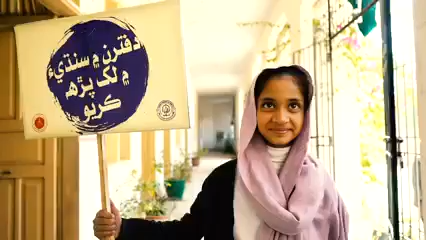 دفترن ۾ سنڌيءَ
۾ لک پڙهه
ڪريو